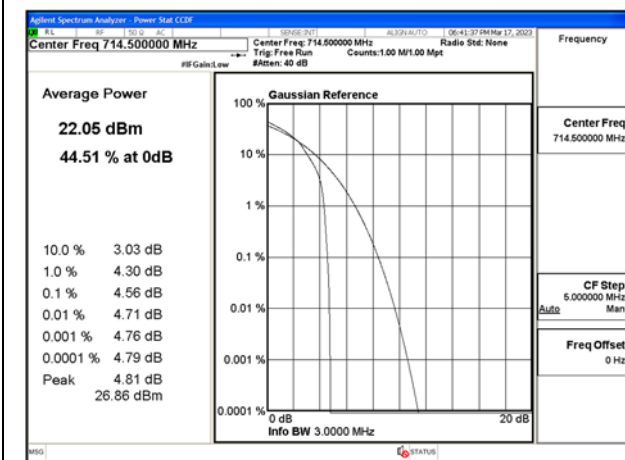 Agilent Spectrum Analyzer - Power Stat CCDF
RL RF 50 Ω AC SENSE:INT ALIGN AUTO 06:41:37 PM Mar 17, 2023
Center Freq 714.500000 MHz
Center Freq: 714.500000 MHz Radio Std: None
Trig: Free Run Counts:1.00 M/1.00 Mpt
#IFGain:Low #Atten: 40 dB
Frequency
Average Power
22.05 dBm
44.51 % at 0dB
10.0 % 3.03 dB
1.0 % 4.30 dB
0.1 % 4.56 dB
0.01 % 4.71 dB
0.001 % 4.76 dB
0.0001 % 4.79 dB
Peak 4.81 dB
26.86 dBm
Gaussian Reference
100 %
10 %
1 %
0.1 %
0.01 %
0.001 %
0.0001 %
0 dB 20 dB
Info BW 3.0000 MHz
Center Freq
714.500000 MHz
CF Step
5.000000 MHz
Auto Man
Freq Offset
0 Hz
MSG STATUS